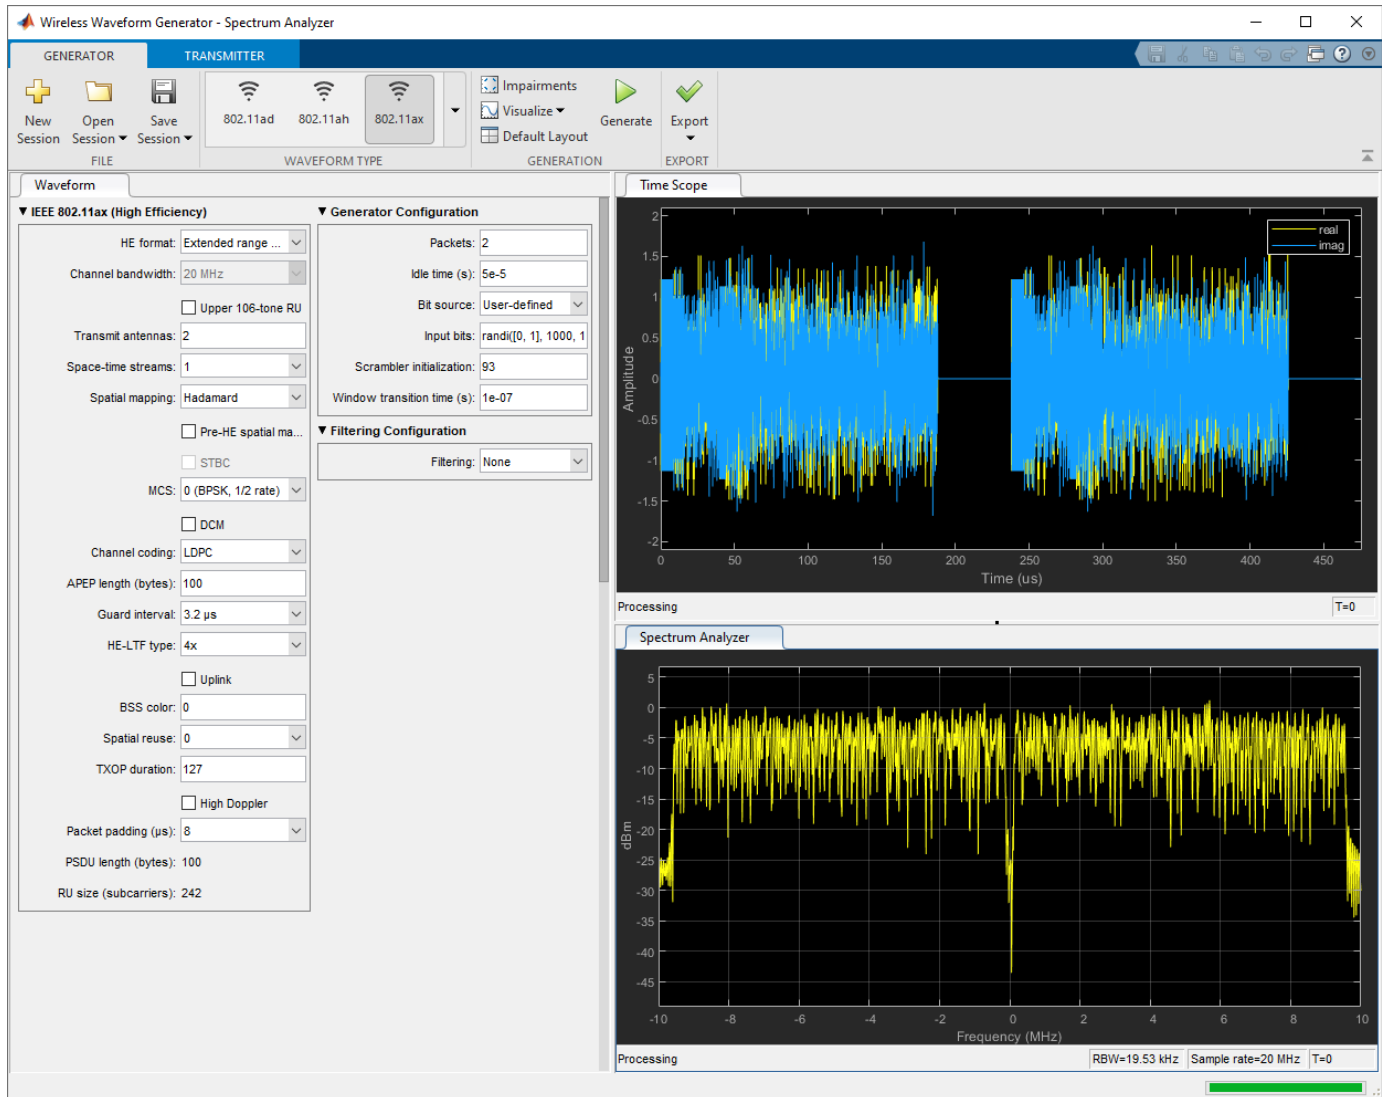 Wireless Waveform Generator - Spectrum Analyzer
GENERATOR
TRANSMITTER
New Session
Open Session
Save Session
FILE
802.11ad
802.11ah
802.11ax
WAVEFORM TYPE
Impairments
Visualize
Default Layout
Generate
GENERATION
Export
EXPORT
Waveform
IEEE 802.11ax (High Efficiency)
HE format: Extended range ...
Channel bandwidth: 20 MHz
Upper 106-tone RU
Transmit antennas: 2
Space-time streams: 1
Spatial mapping: Hadamard
Pre-HE spatial ma...
STBC
MCS: 0 (BPSK, 1/2 rate)
DCM
Channel coding: LDPC
APEP length (bytes): 100
Guard interval: 3.2 µs
HE-LTF type: 4x
Uplink
BSS color: 0
Spatial reuse: 0
TXOP duration: 127
High Doppler
Packet padding (µs): 8
PSDU length (bytes): 100
RU size (subcarriers): 242
Generator Configuration
Packets: 2
Idle time (s): 5e-5
Bit source: User-defined
Input bits: randi([0, 1], 1000, 1
Scrambler initialization: 93
Window transition time (s): 1e-07
Filtering Configuration
Filtering: None
Time Scope
real
imag
2
1.5
1
0.5
0
-0.5
-1
-1.5
-2
Amplitude
0 50 100 150 200 250 300 350 400 450
Time (us)
Processing
T=0
Spectrum Analyzer
5
0
-5
-10
-15
-20
-25
-30
-35
-40
-45
dBm
-10 -8 -6 -4 -2 0 2 4 6 8 10
Frequency (MHz)
Processing
RBW=19.53 kHz Sample rate=20 MHz T=0